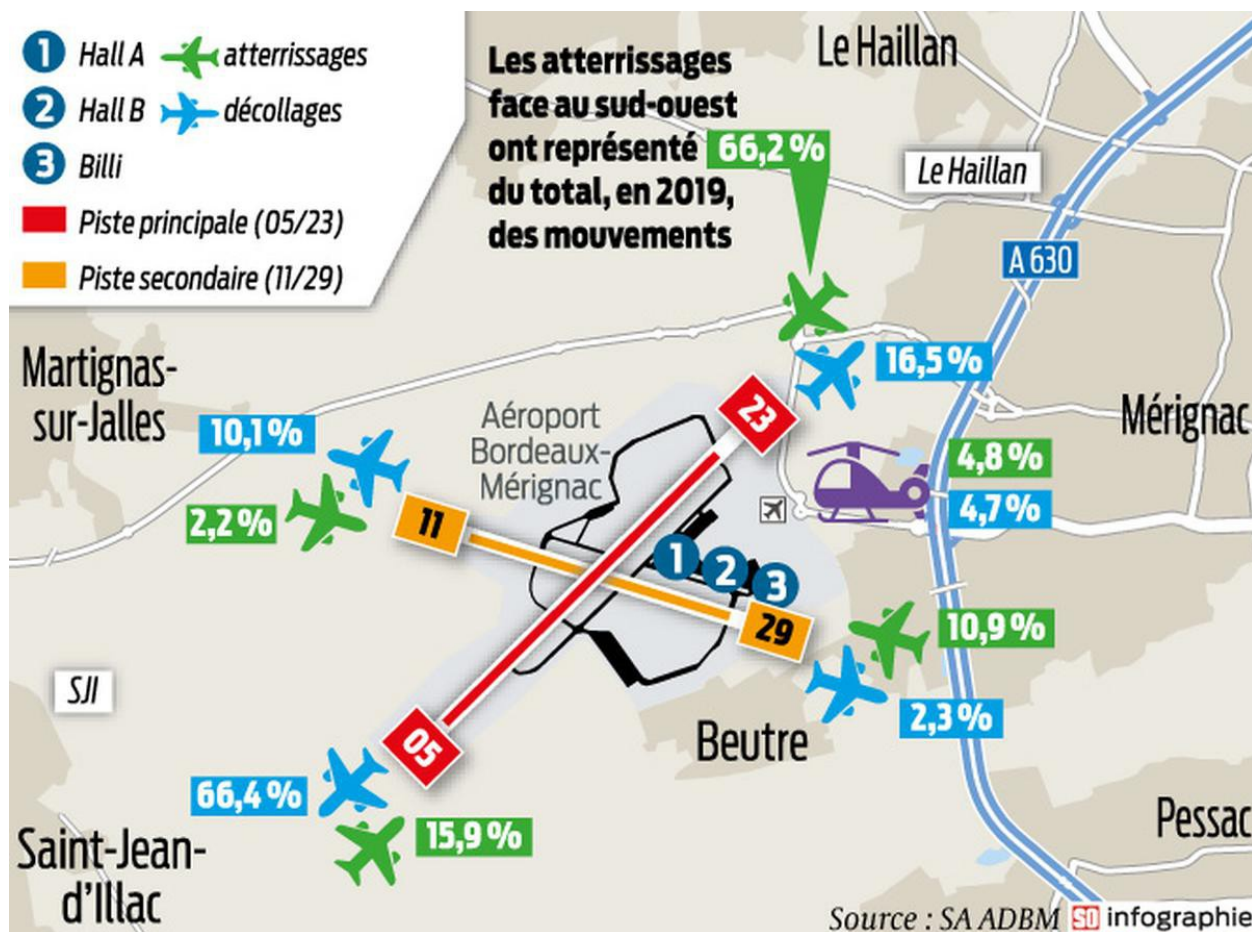 1 Hall A atterrissages
2 Hall B décollages
3 Billi
Piste principale (05/23)
Piste secondaire (11/29)
Les atterrissages
face au sud-ouest
ont représenté 66,2 %
du total, en 2019,
des mouvements
Le Haillan
Le Haillan
A 630
16,5 %
Martignas-
sur-Jalles
Mérignac
10,1 %
2,2 %
Aéroport
Bordeaux-
Mérignac
23
4,8 %
4,7 %
11
1
2
3
29
10,9 %
2,3 %
SJI
Beutre
05
66,4 %
15,9 %
Saint-Jean-
d'Illac
Pessac
Source : SA ADBM SO infographie